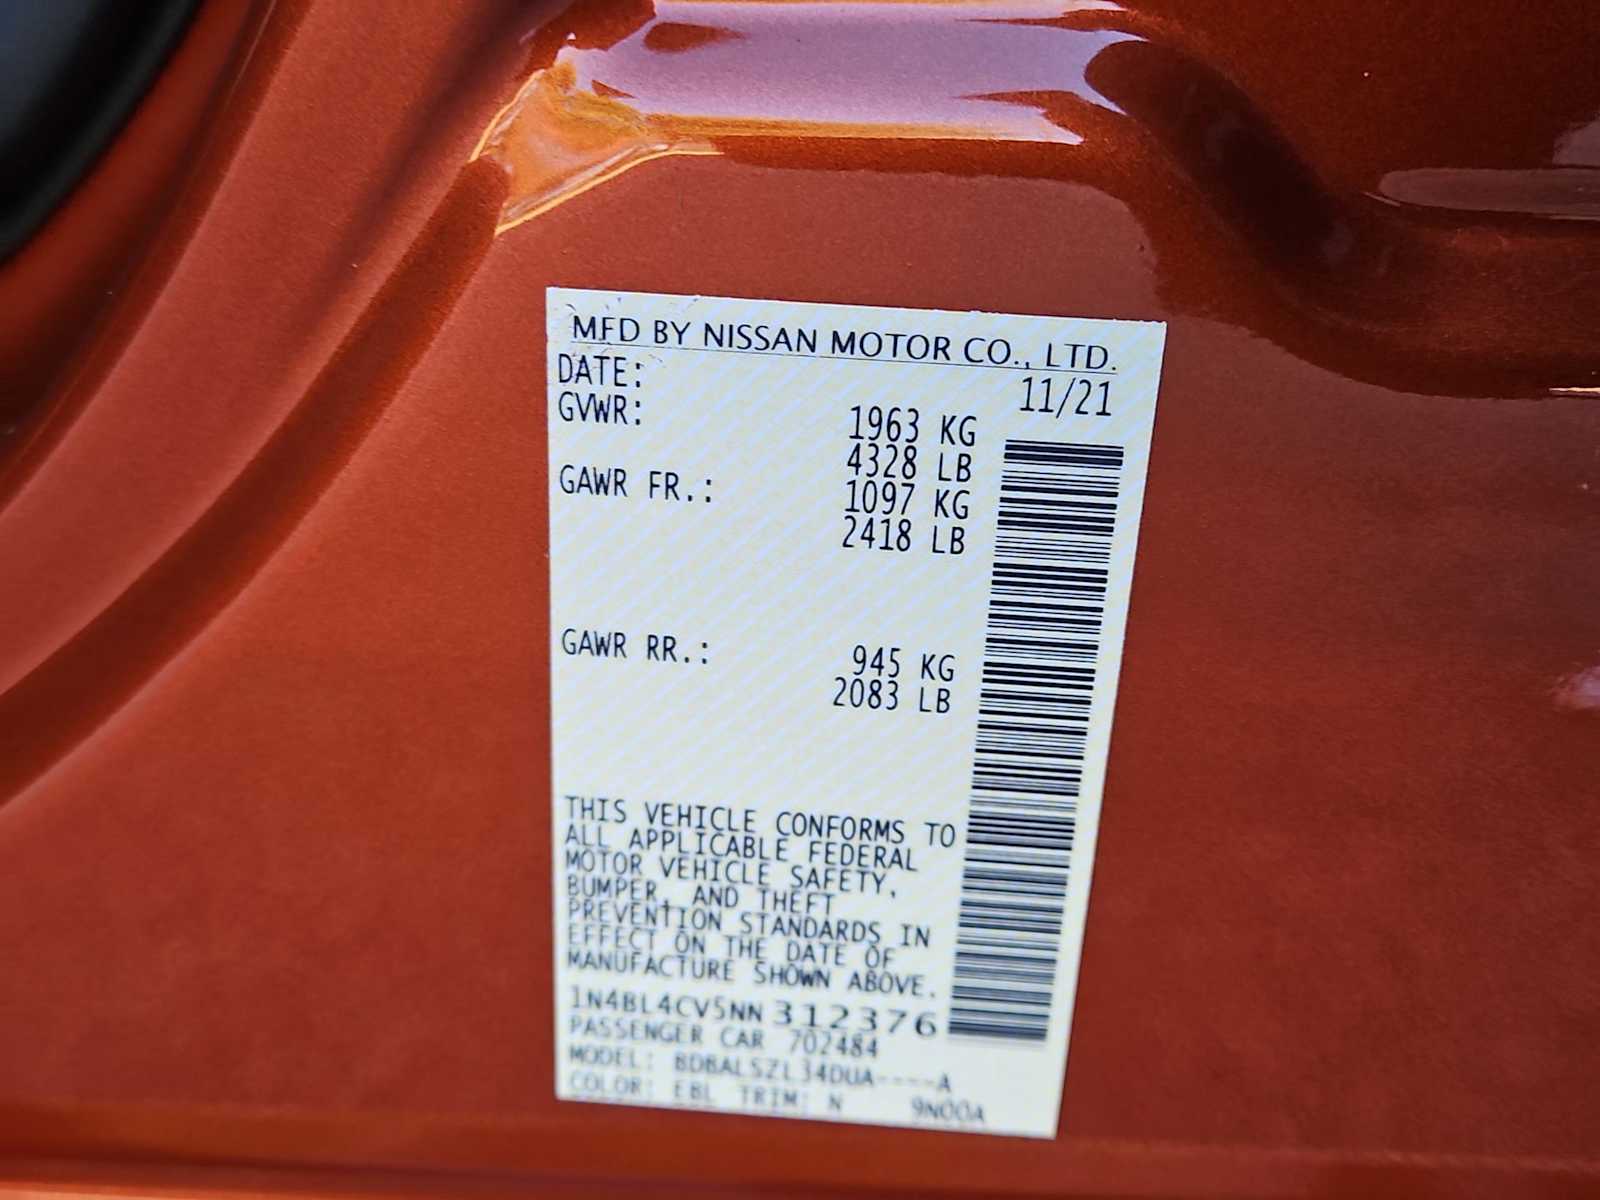 MFD BY NISSAN MOTOR CO., LTD.
DATE: 11/21
GVWR: 1963 KG
4328 LB
GAWR FR.: 1097 KG
2418 LB
GAWR RR.: 945 KG
2083 LB
THIS VEHICLE CONFORMS TO
ALL APPLICABLE FEDERAL
MOTOR VEHICLE SAFETY,
BUMPER, AND THEFT
PREVENTION STANDARDS IN
EFFECT ON THE DATE OF
MANUFACTURE SHOWN ABOVE.
1N4BL4CV5NN312376
PASSENGER CAR 702484
MODEL:
COLOR: EBL TRIM: N 9N00A